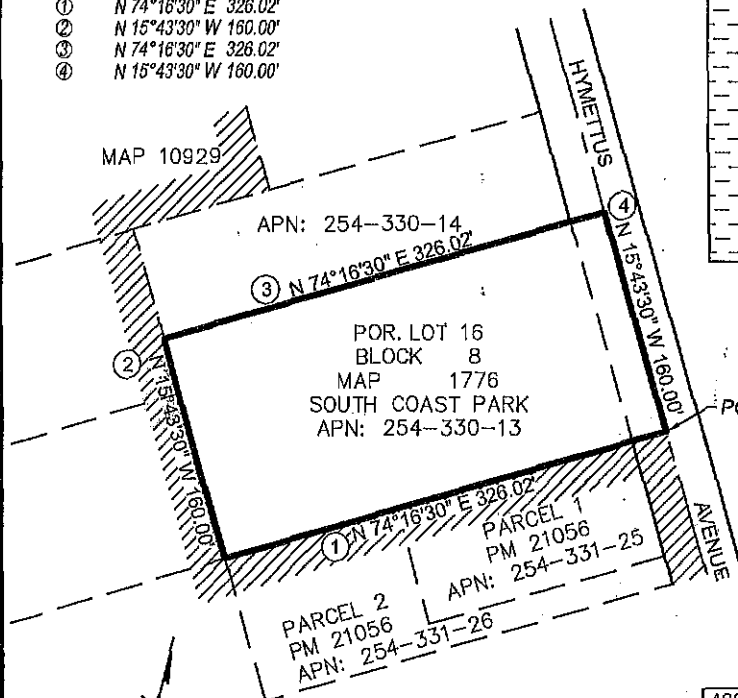 ① N 74°16'30" E 326.02'
② N 15°43'30" W 160.00'
③ N 74°16'30" E 326.02'
④ N 15°43'30" W 160.00'
MAP 10929
HYMETTUS
APN: 254-330-14
④
③ N 74°16'30" E 326.02'
N 15°43'30" W 160.00'
②
N 15°43'30" W 160.00'
POR. LOT 16
BLOCK 8
MAP 1776
SOUTH COAST PARK
APN: 254-330-13
① N 74°16'30" E 326.02'
PARCEL 1
PM 21056
APN: 254-331-25
AVENUE
PARCEL 2
PM 21056
APN: 254-331-26